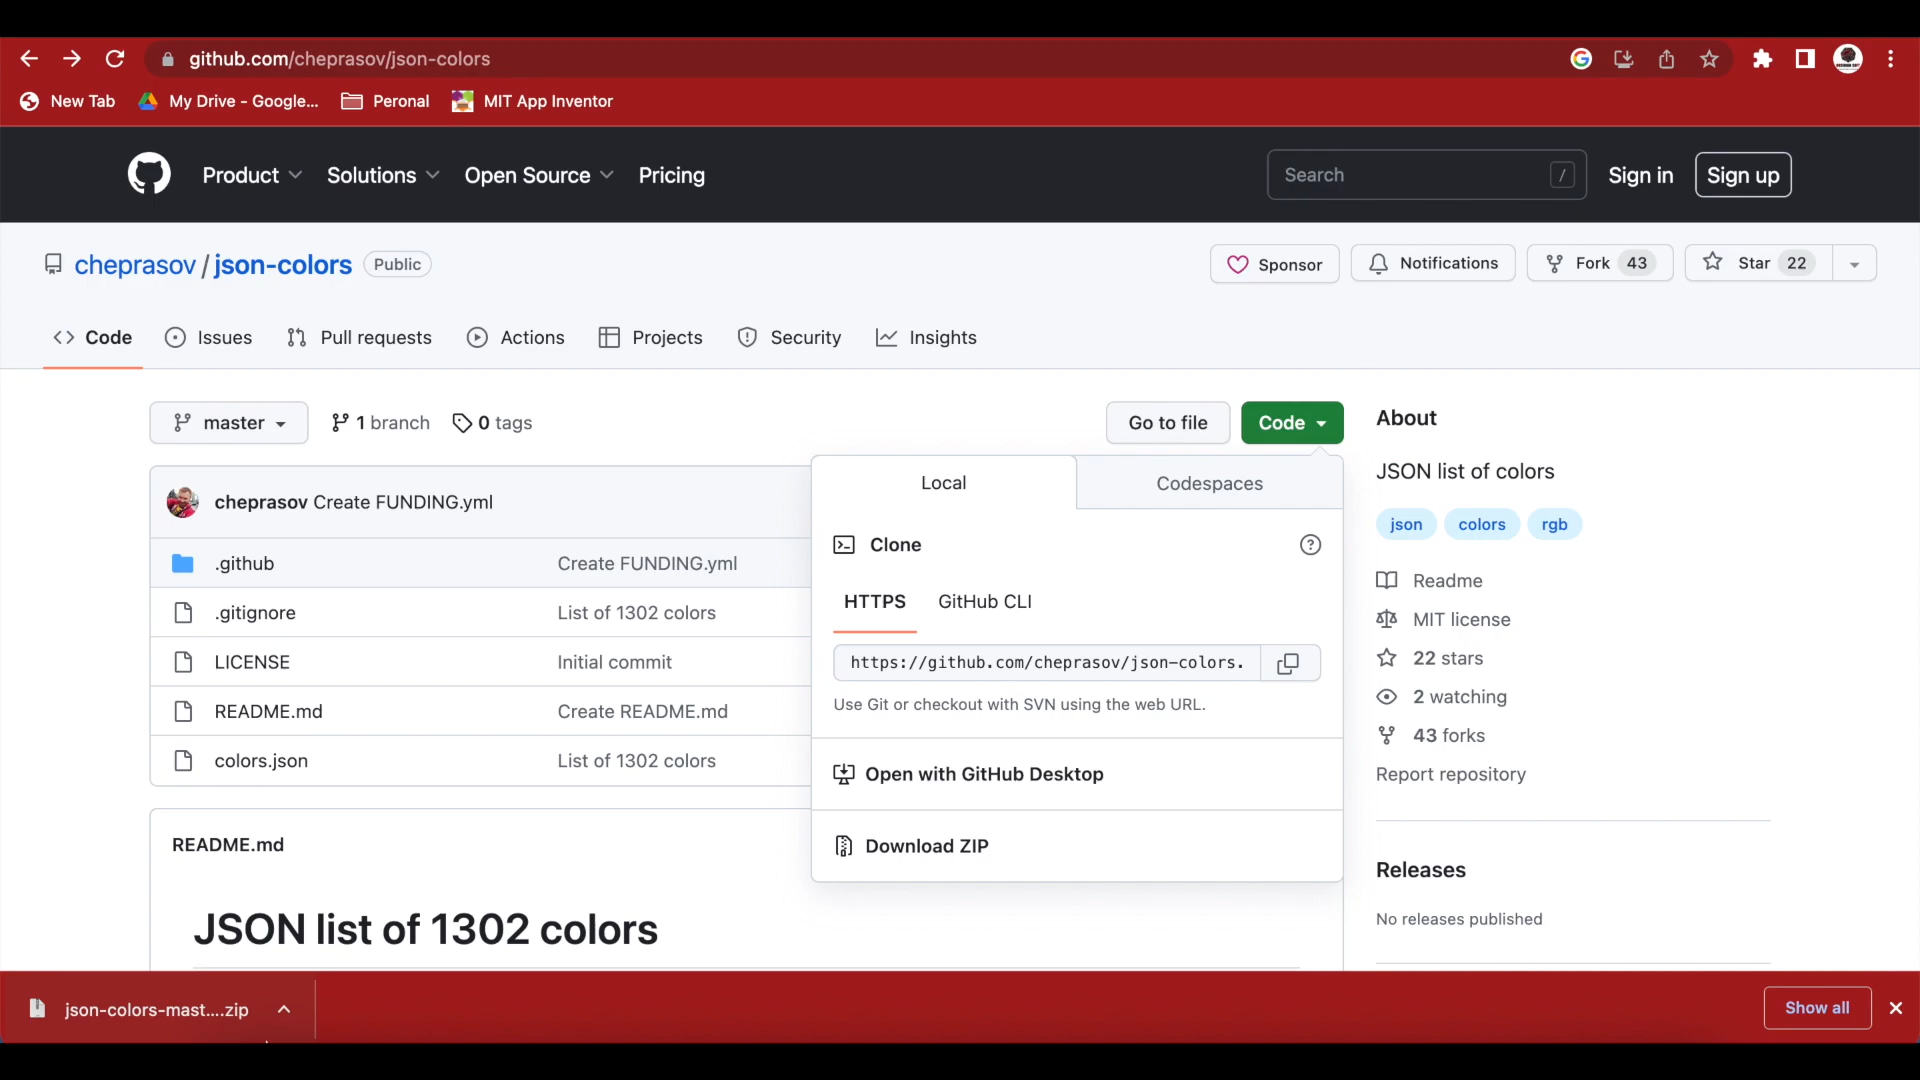 github.com/cheprasov/json-colors
New Tab My Drive - Google... Peronal MIT App Inventor
Product Solutions Open Source Pricing Search / Sign in Sign up
cheprasov / json-colors Public Sponsor Notifications Fork 43 Star 22
Code Issues Pull requests Actions Projects Security Insights
master 1 branch 0 tags Go to file Code
cheprasov Create FUNDING.yml
.github Create FUNDING.yml
.gitignore List of 1302 colors
LICENSE Initial commit
README.md Create README.md
colors.json List of 1302 colors
README.md
JSON list of 1302 colors
Local Codespaces
Clone
HTTPS GitHub CLI
https://github.com/cheprasov/json-colors.
Use Git or checkout with SVN using the web URL.
Open with GitHub Desktop
Download ZIP
About
JSON list of colors
json colors rgb
Readme
MIT license
22 stars
2 watching
43 forks
Report repository
Releases
No releases published
json-colors-mast....zip Show all